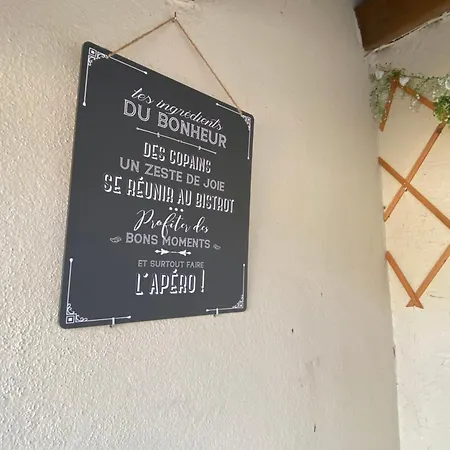 les ingrédients
DU BONHEUR
DES COPAINS
UN ZESTE DE JOIE
SE RÉUNIR AU BISTROT
Profiter des
BONS MOMENTS
ET SURTOUT FAIRE
L'APÉRO !